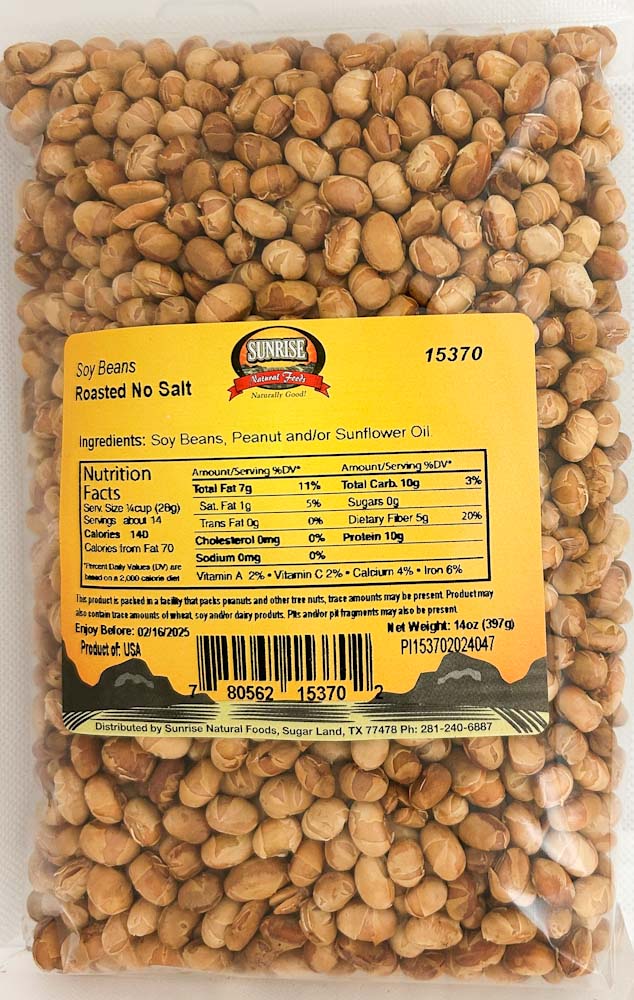 Soy Beans
Roasted No Salt
SUNRISE
Natural Foods
Naturally Good!
15370
Ingredients: Soy Beans, Peanut and/or Sunflower Oil.
Nutrition
Facts
Serv. Size ¼cup (28g)
Servings about 14
Calories 140
Calories from Fat 70
*Percent Daily Values (DV) are
based on a 2,000 calorie diet
Amount/Serving %DV* Amount/Serving %DV*
Total Fat 7g 11% Total Carb. 10g 3%
Sat. Fat 1g 5% Sugars 0g
Trans Fat 0g 0% Dietary Fiber 5g 20%
Cholesterol 0mg 0% Protein 10g
Sodium 0mg 0%
Vitamin A 2% • Vitamin C 2% • Calcium 4% • Iron 6%
This product is packed in a facility that packs peanuts and other tree nuts, trace amounts may be present. Product may
also contain trace amounts of wheat, soy and/or dairy produts. Pits and/or pit fragments may also be present.
Enjoy Before: 02/16/2025 Net Weight: 14oz (397g)
Product of: USA PI153702024047
7 80562 15370 2
Distributed by Sunrise Natural Foods, Sugar Land, TX 77478 Ph: 281-240-6887